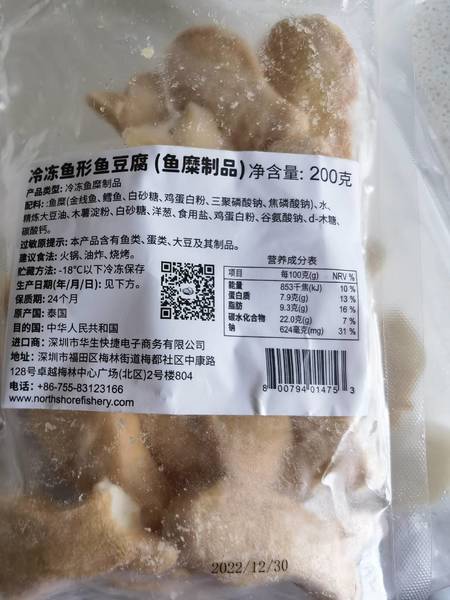 冷冻鱼形鱼豆腐 (鱼糜制品) 净含量: 200克
产品类型: 冷冻鱼糜制品
配料: 鱼糜(金线鱼、鳕鱼、白砂糖、鸡蛋白粉、三聚磷酸钠、焦磷酸钠)、水、
精炼大豆油、木薯淀粉、白砂糖、洋葱、食用盐、鸡蛋白粉、谷氨酸钠、d-木糖、
碳酸钙。
过敏原提示: 本产品含有鱼类、蛋类、大豆及其制品。
建议食法: 火锅、油炸、烧烤。
贮藏方法: -18℃以下冷冻保存
生产日期(年/月/日): 见下方。
保质期: 24个月
原产国: 泰国
目的国: 中华人民共和国
进口商: 深圳市华生快捷电子商务有限公司
地址: 深圳市福田区梅林街道梅都社区中康路
128号卓越梅林中心广场(北区)2号楼804
电话: +86-755-83123166
www.northshorefishery.com
营养成分表
项目 每100克(g) NRV %
能量 853千焦(kJ) 10 %
蛋白质 7.9克(g) 13 %
脂肪 9.3克(g) 16 %
碳水化合物 22.0克(g) 7 %
钠 624毫克(mg) 31 %
8 00794 01475 3
2022/12/30